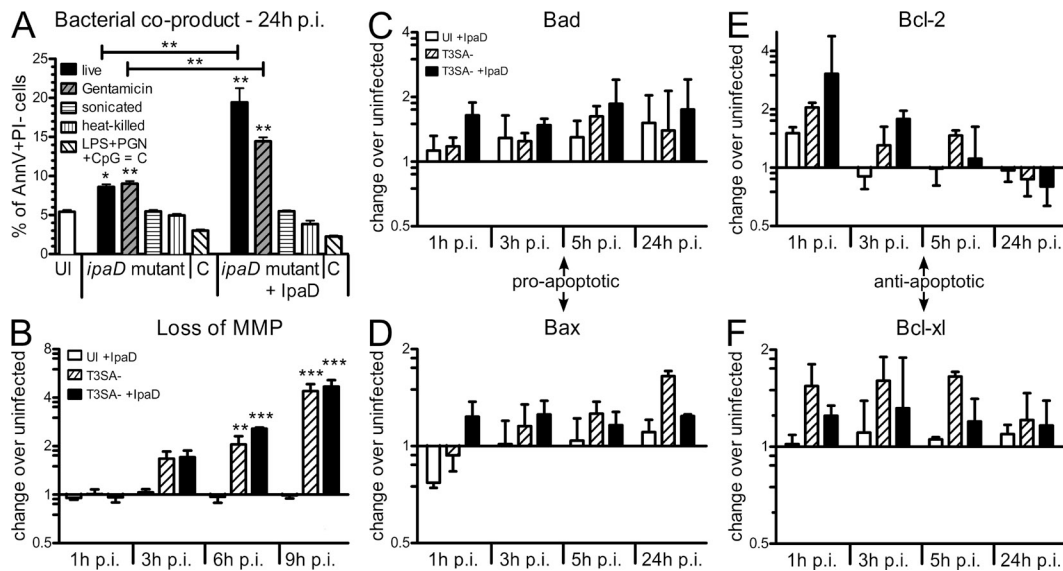 A Bacterial co-product - 24h p.i.
% of AnnV+PI- cells
25
20
15
10
5
0
**
**
live
Gentamicin
sonicated
heat-killed
LPS+PGN
+CpG = C
* **
** **
UI ipaD mutant C ipaD mutant C
+ IpaD
B Loss of MMP
change over uninfected
8
4
2
1
0.5
UI +IpaD
T3SA-
T3SA- +IpaD
** ***
*** ***
1h p.i. 3h p.i. 6h p.i. 9h p.i.
C Bad
change over uninfected
4
2
1
0.5
UI +IpaD
T3SA-
T3SA- +IpaD
1h p.i. 3h p.i. 5h p.i. 24h p.i.
pro-apoptotic
D Bax
change over uninfected
2
1
0.5
1h p.i. 3h p.i. 5h p.i. 24h p.i.
E Bcl-2
change over uninfected
4
2
1
0.5
1h p.i. 3h p.i. 5h p.i. 24h p.i.
anti-apoptotic
F Bcl-xl
change over uninfected
2
1
0.5
1h p.i. 3h p.i. 5h p.i. 24h p.i.